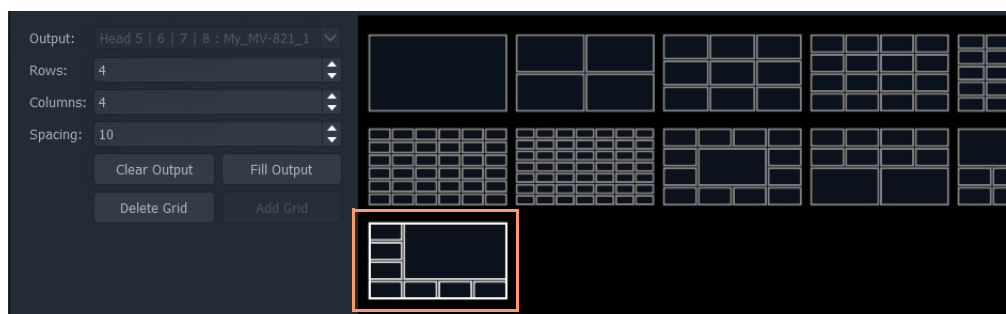 Output: Head 5 | 6 | 7 | 8 : My_MV-821_1
Rows: 4
Columns: 4
Spacing: 10
Clear Output Fill Output
Delete Grid Add Grid